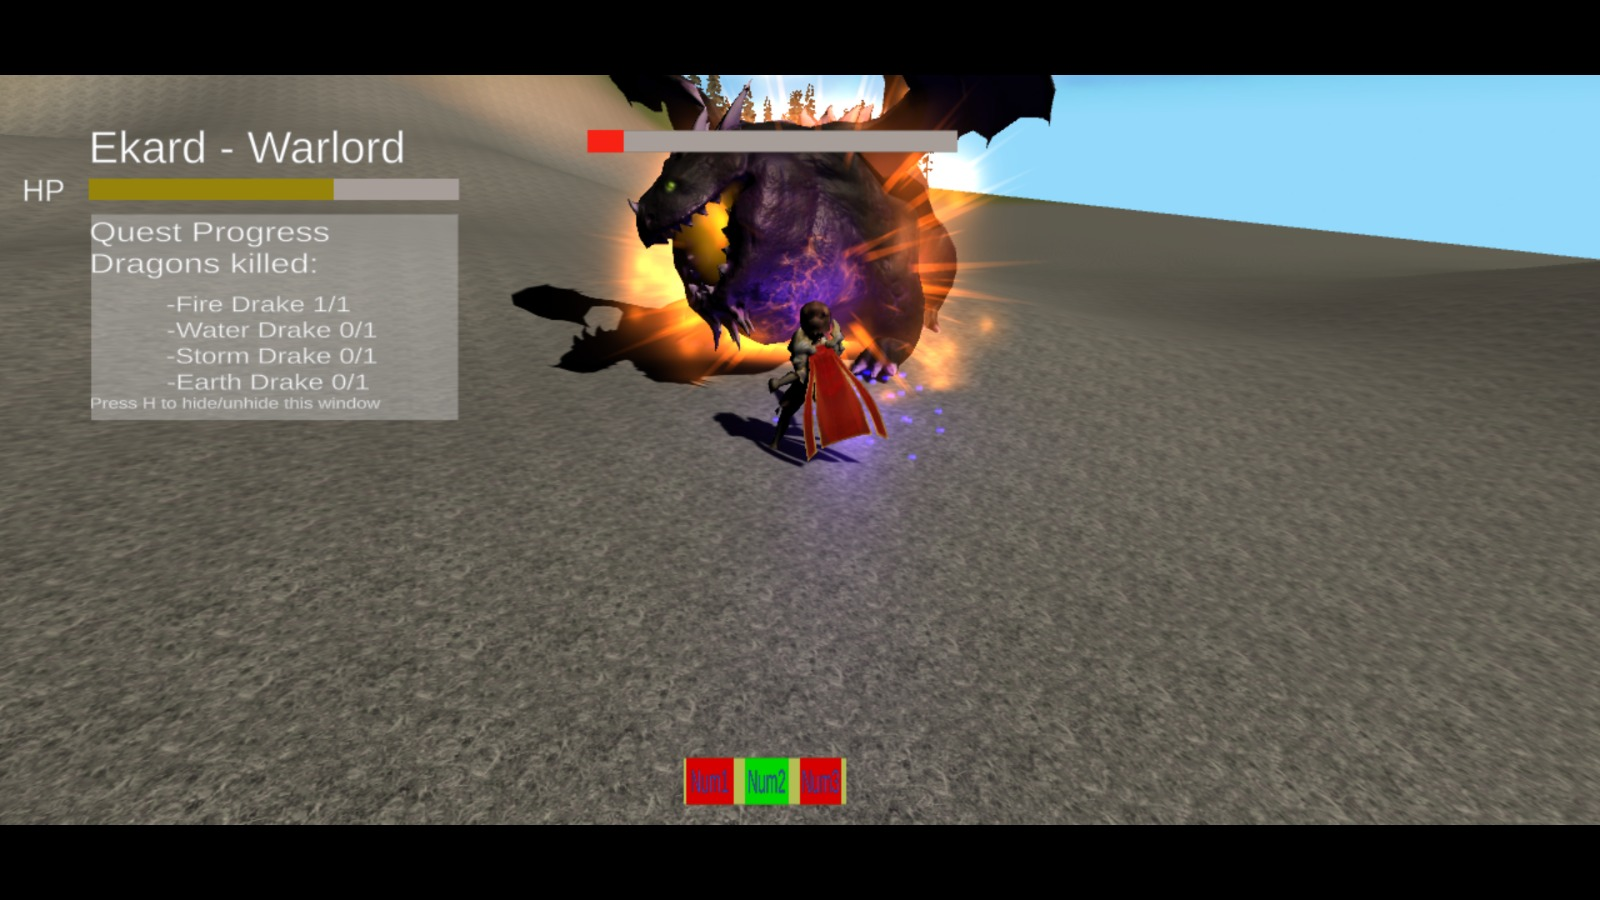 Ekard - Warlord
HP
Quest Progress
Dragons killed:
-Fire Drake 1/1
-Water Drake 0/1
-Storm Drake 0/1
-Earth Drake 0/1
Press H to hide/unhide this window
Num1 Num2 Num3